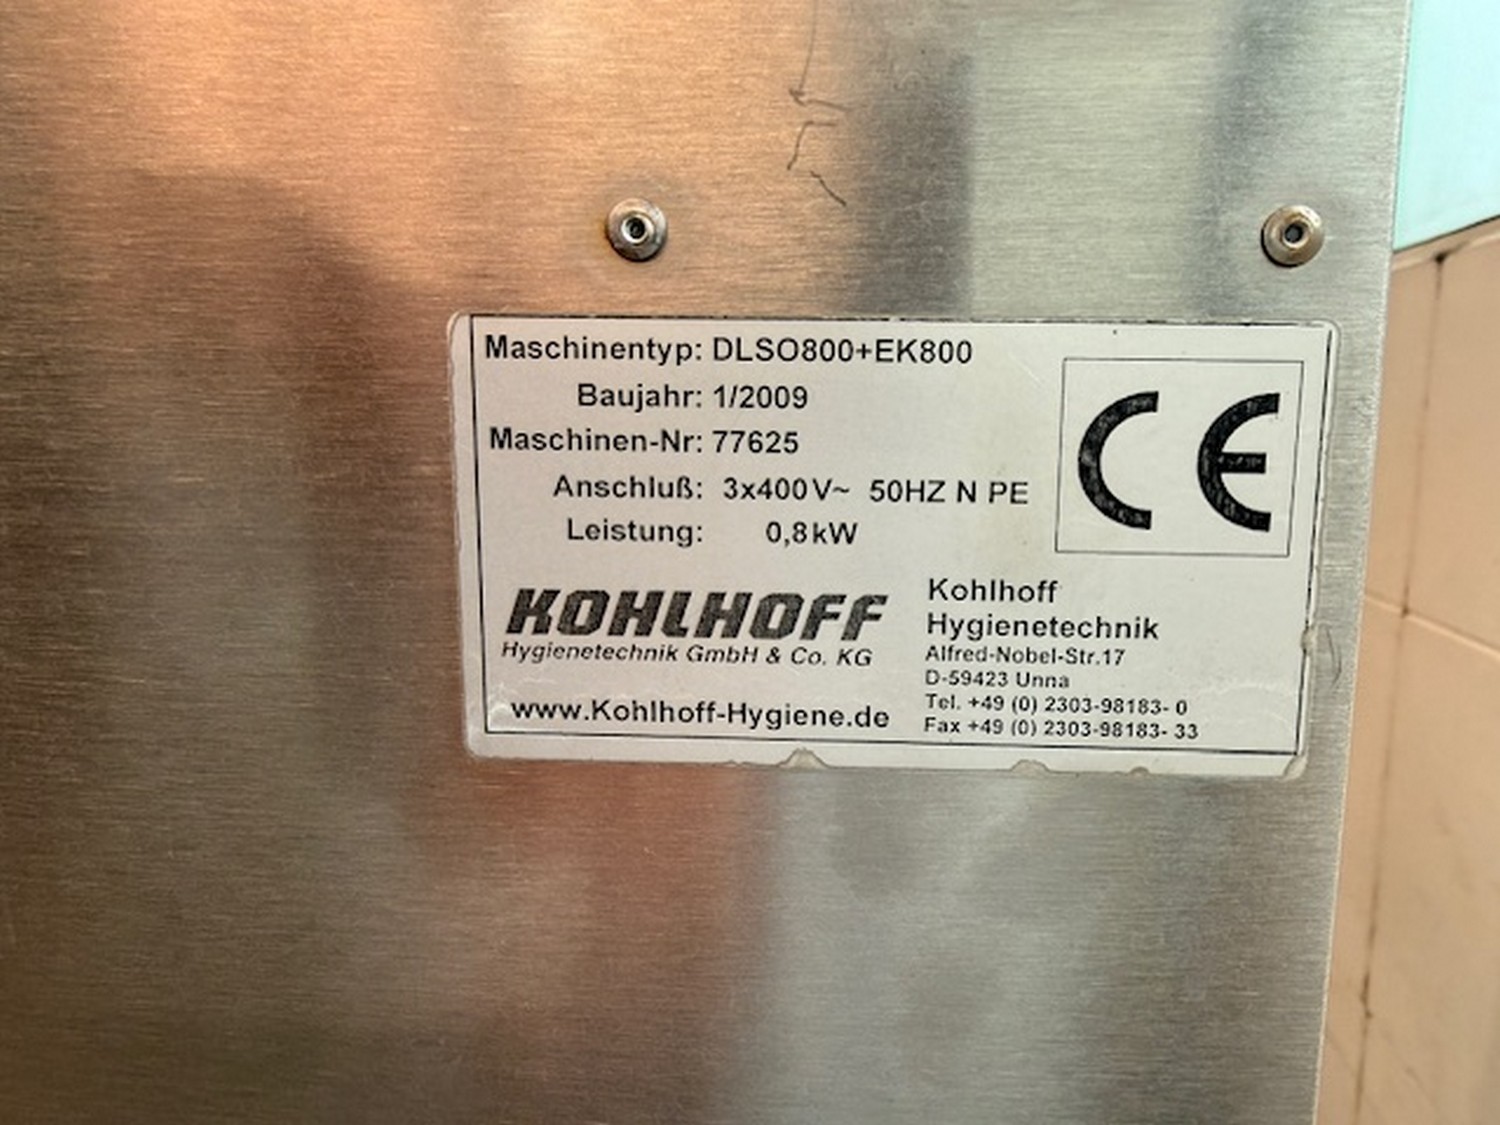 Maschinentyp: DLSO800+EK800
Baujahr: 1/2009
Maschinen-Nr: 77625
Anschluß: 3x400V~ 50HZ N PE
Leistung: 0,8kW
CE
KOHLHOFF
Hygienetechnik GmbH & Co. KG
www.Kohlhoff-Hygiene.de
Kohlhoff
Hygienetechnik
Alfred-Nobel-Str.17
D-59423 Unna
Tel. +49 (0) 2303-98183- 0
Fax +49 (0) 2303-98183- 33